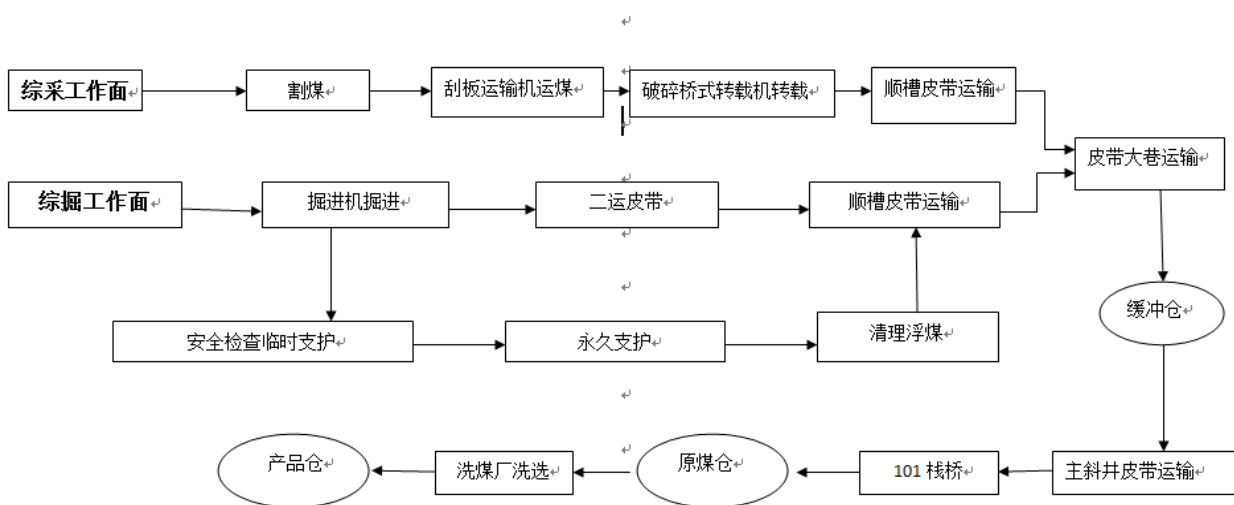 综采工作面
割煤
刮板运输机运煤
破碎桥式转载机转载
顺槽皮带运输
皮带大巷运输
综掘工作面
掘进机掘进
二运皮带
顺槽皮带运输
缓冲仓
安全检查临时支护
永久支护
清理浮煤
产品仓
洗煤厂洗选
原煤仓
101 栈桥
主斜井皮带运输